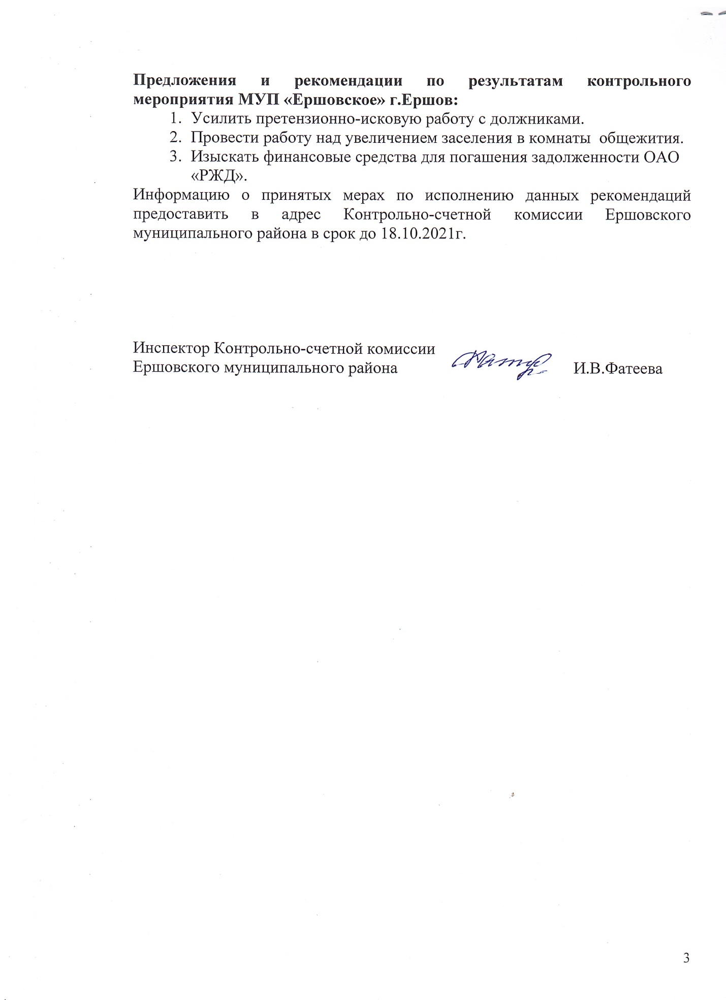 Предложения и рекомендации по результатам контрольного
мероприятия МУП «Ершовское» г.Ершов:
1. Усилить претензионно-исковую работу с должниками.
2. Провести работу над увеличением заселения в комнаты общежития.
3. Изыскать финансовые средства для погашения задолженности ОАО
«РЖД».
Информацию о принятых мерах по исполнению данных рекомендаций
предоставить в адрес Контрольно-счетной комиссии Ершовского
муниципального района в срок до 18.10.2021г.
Инспектор Контрольно-счетной комиссии
Ершовского муниципального района И.В.Фатеева
3